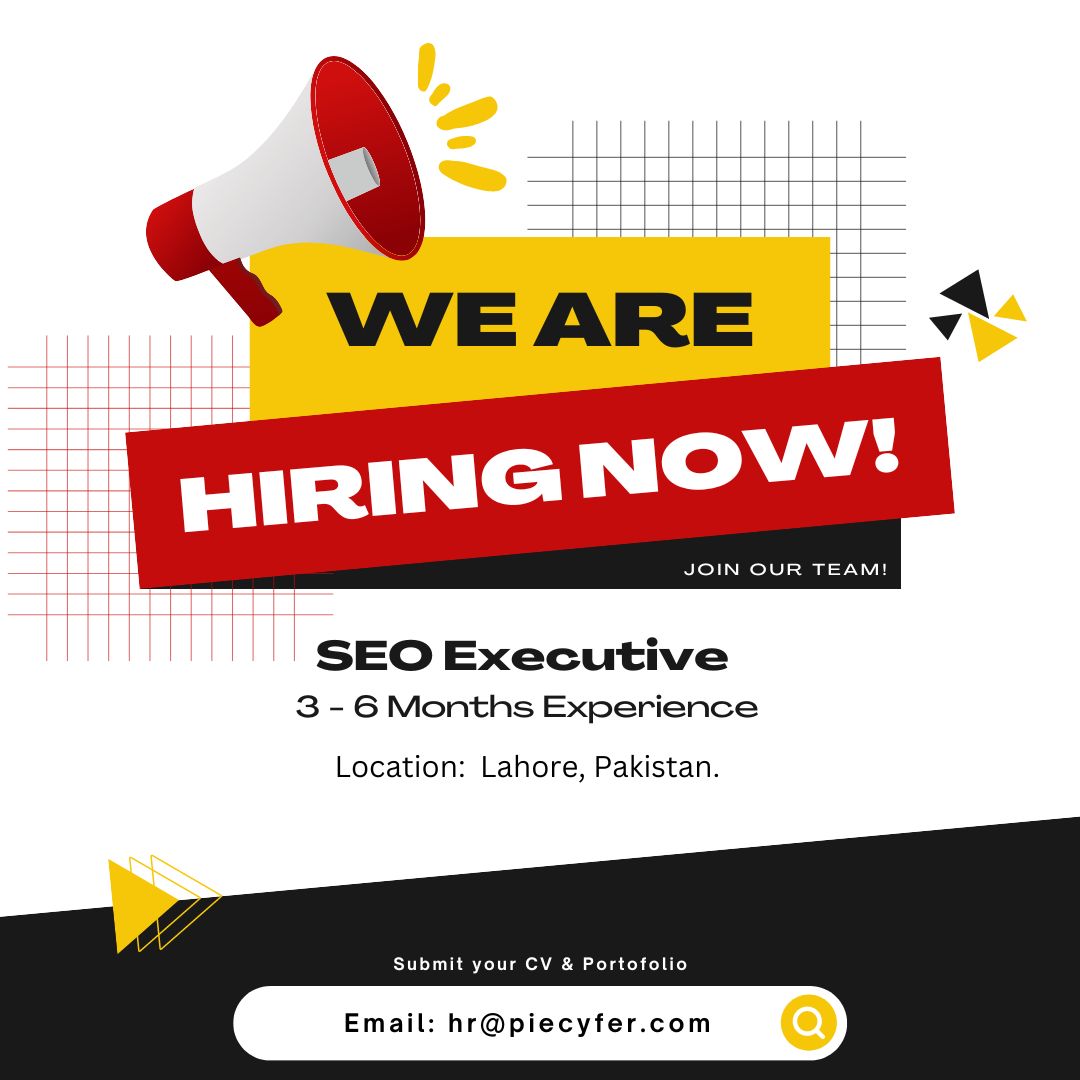 WE ARE
HIRING NOW!
JOIN OUR TEAM!
SEO Executive
3 - 6 Months Experience
Location:  Lahore, Pakistan.
Submit your CV & Portofolio
Email: hr@piecyfer.com